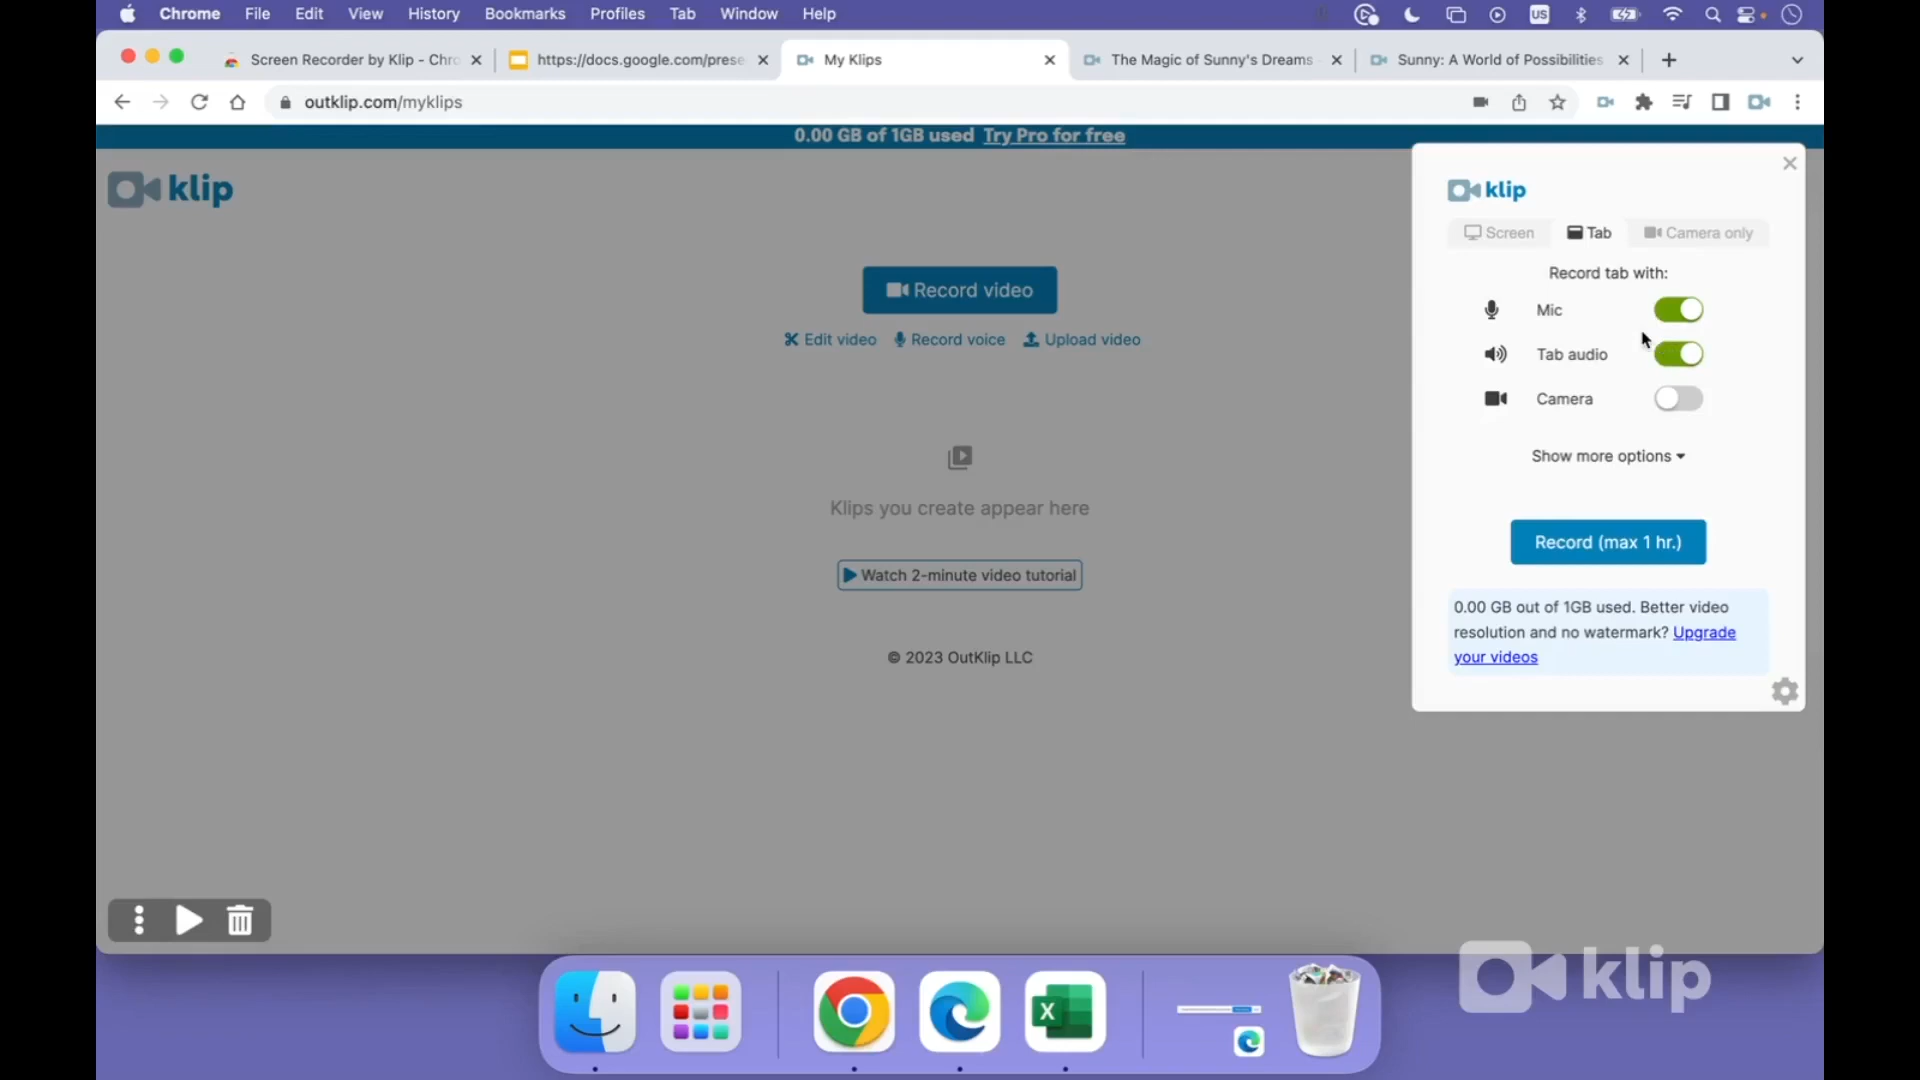 Chrome File Edit View History Bookmarks Profiles Tab Window Help
US
Screen Recorder by Klip - Chro
https://docs.google.com/prese
My Klips
The Magic of Sunny's Dreams
Sunny: A World of Possibilities
outklip.com/myklips
0.00 GB of 1GB used Try Pro for free
klip
Record video
Edit video Record voice Upload video
Klips you create appear here
Watch 2-minute video tutorial
© 2023 OutKlip LLC
klip
Screen Tab Camera only
Record tab with:
Mic
Tab audio
Camera
Show more options
Record (max 1 hr.)
0.00 GB out of 1GB used. Better video
resolution and no watermark? Upgrade
your videos
X
klip